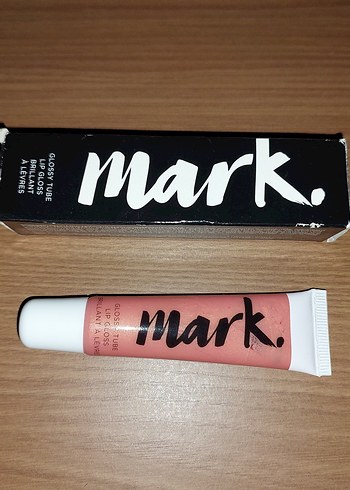 GLOSSY TUBE
LIP GLOSS
BRILLANT
À LÈVRES
mark.
GLOSSY TUBE
LIP GLOSS
BRILLANT À LÈVRES
mark.